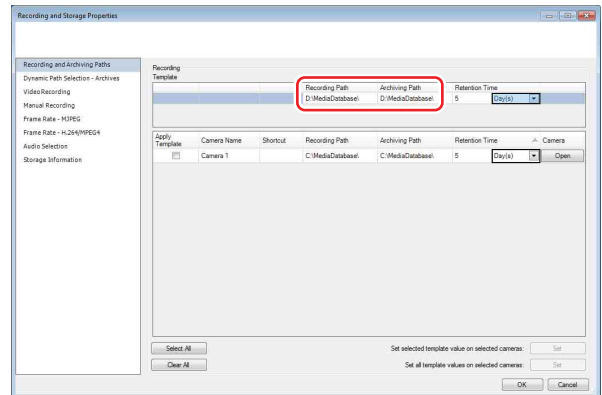 Recording and Storage Properties
Recording and Archiving Paths
Dynamic Path Selection - Archives
Video Recording
Manual Recording
Frame Rate - MJPEG
Frame Rate - H.264/MPEG4
Audio Selection
Storage Information
Recording
Template
Recording Path Archiving Path Retention Time
D:\MediaDatabase\ D:\MediaDatabase\ 5 Day(s)
Apply Template Camera Name Shortcut Recording Path Archiving Path Retention Time Camera
Camera 1 C:\MediaDatabase\ C:\MediaDatabase\ 5 Day(s) Open
Select All Set selected template value on selected cameras: Set
Clear All Set all template values on selected cameras: Set
OK Cancel